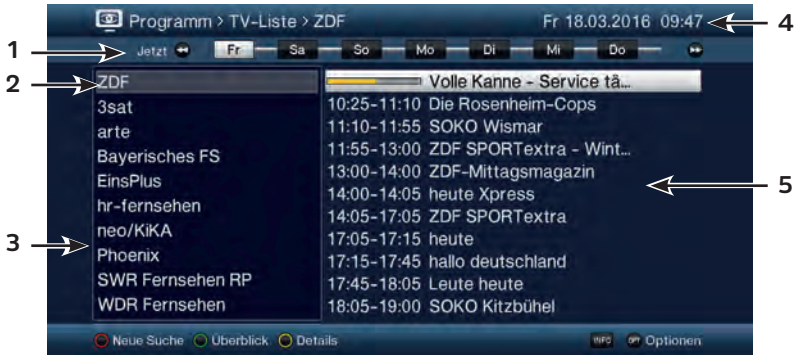 Programm > TV-Liste > ZDF
Fr 18.03.2016 09:47
4
1
Jetzt Fr Sa So Mo Di Mi Do
2
ZDF
3sat
arte
Bayerisches FS
EinsPlus
hr-fernsehen
neo/KiKA
3
Phoenix
SWR Fernsehen RP
WDR Fernsehen
Volle Kanne - Service tä...
10:25-11:10 Die Rosenheim-Cops
11:10-11:55 SOKO Wismar
11:55-13:00 ZDF SPORTextra - Wint...
13:00-14:00 ZDF-Mittagsmagazin
5
14:00-14:05 heute Xpress
14:05-17:05 ZDF SPORTextra
17:05-17:15 heute
17:15-17:45 hallo deutschland
17:45-18:05 Leute heute
18:05-19:00 SOKO Kitzbühel
Neue Suche Überblick Details
INFO OPT Optionen